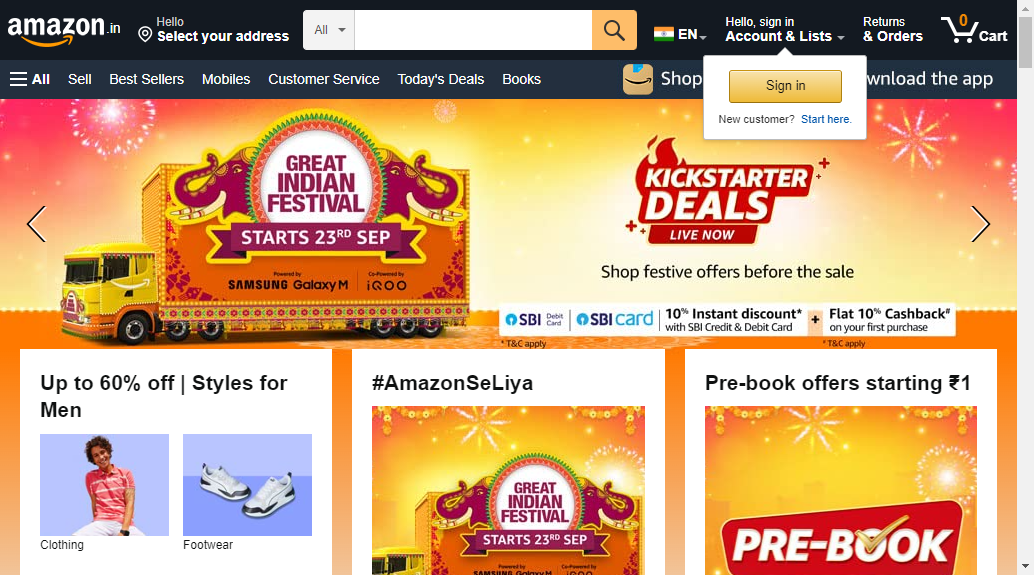 amazon.in
Hello
Select your address
All
EN
Hello, sign in
Account & Lists
Returns
& Orders
0
Cart
All
Sell
Best Sellers
Mobiles
Customer Service
Today's Deals
Books
Shop
wnload the app
Sign in
New customer? Start here.
GREAT
INDIAN
FESTIVAL
STARTS 23RD SEP
Powered by
SAMSUNG Galaxy M
Co-Powered by
iQOO
KICKSTARTER
DEALS
LIVE NOW
Shop festive offers before the sale
SBI Debit Card
SBI card
10% Instant discount*
with SBI Credit & Debit Card
+
Flat 10% Cashback#
on your first purchase
* T&C apply
* T&C apply
Up to 60% off | Styles for
Men
Clothing
Footwear
#AmazonSeLiya
GREAT
INDIAN
FESTIVAL
STARTS 23RD SEP
Powered by
SAMSUNG Galaxy M
Co-Powered by
iQOO
Pre-book offers starting ₹1
PRE-BOOK